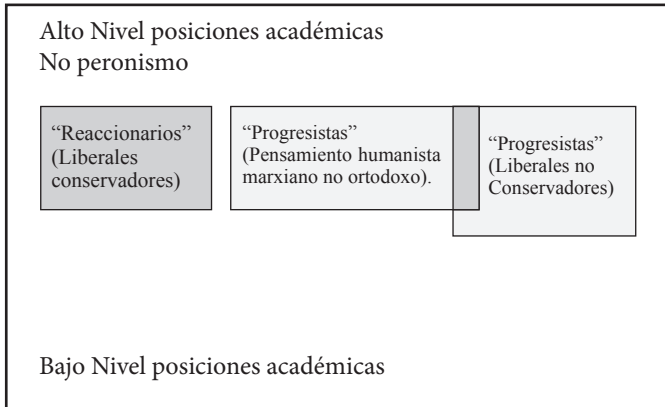 Alto Nivel posiciones académicas
No peronismo
“Reaccionarios”
(Liberales
conservadores)
“Progresistas”
(Pensamiento humanista
marxiano no ortodoxo).
“Progresistas”
(Liberales no
Conservadores)
Bajo Nivel posiciones académicas